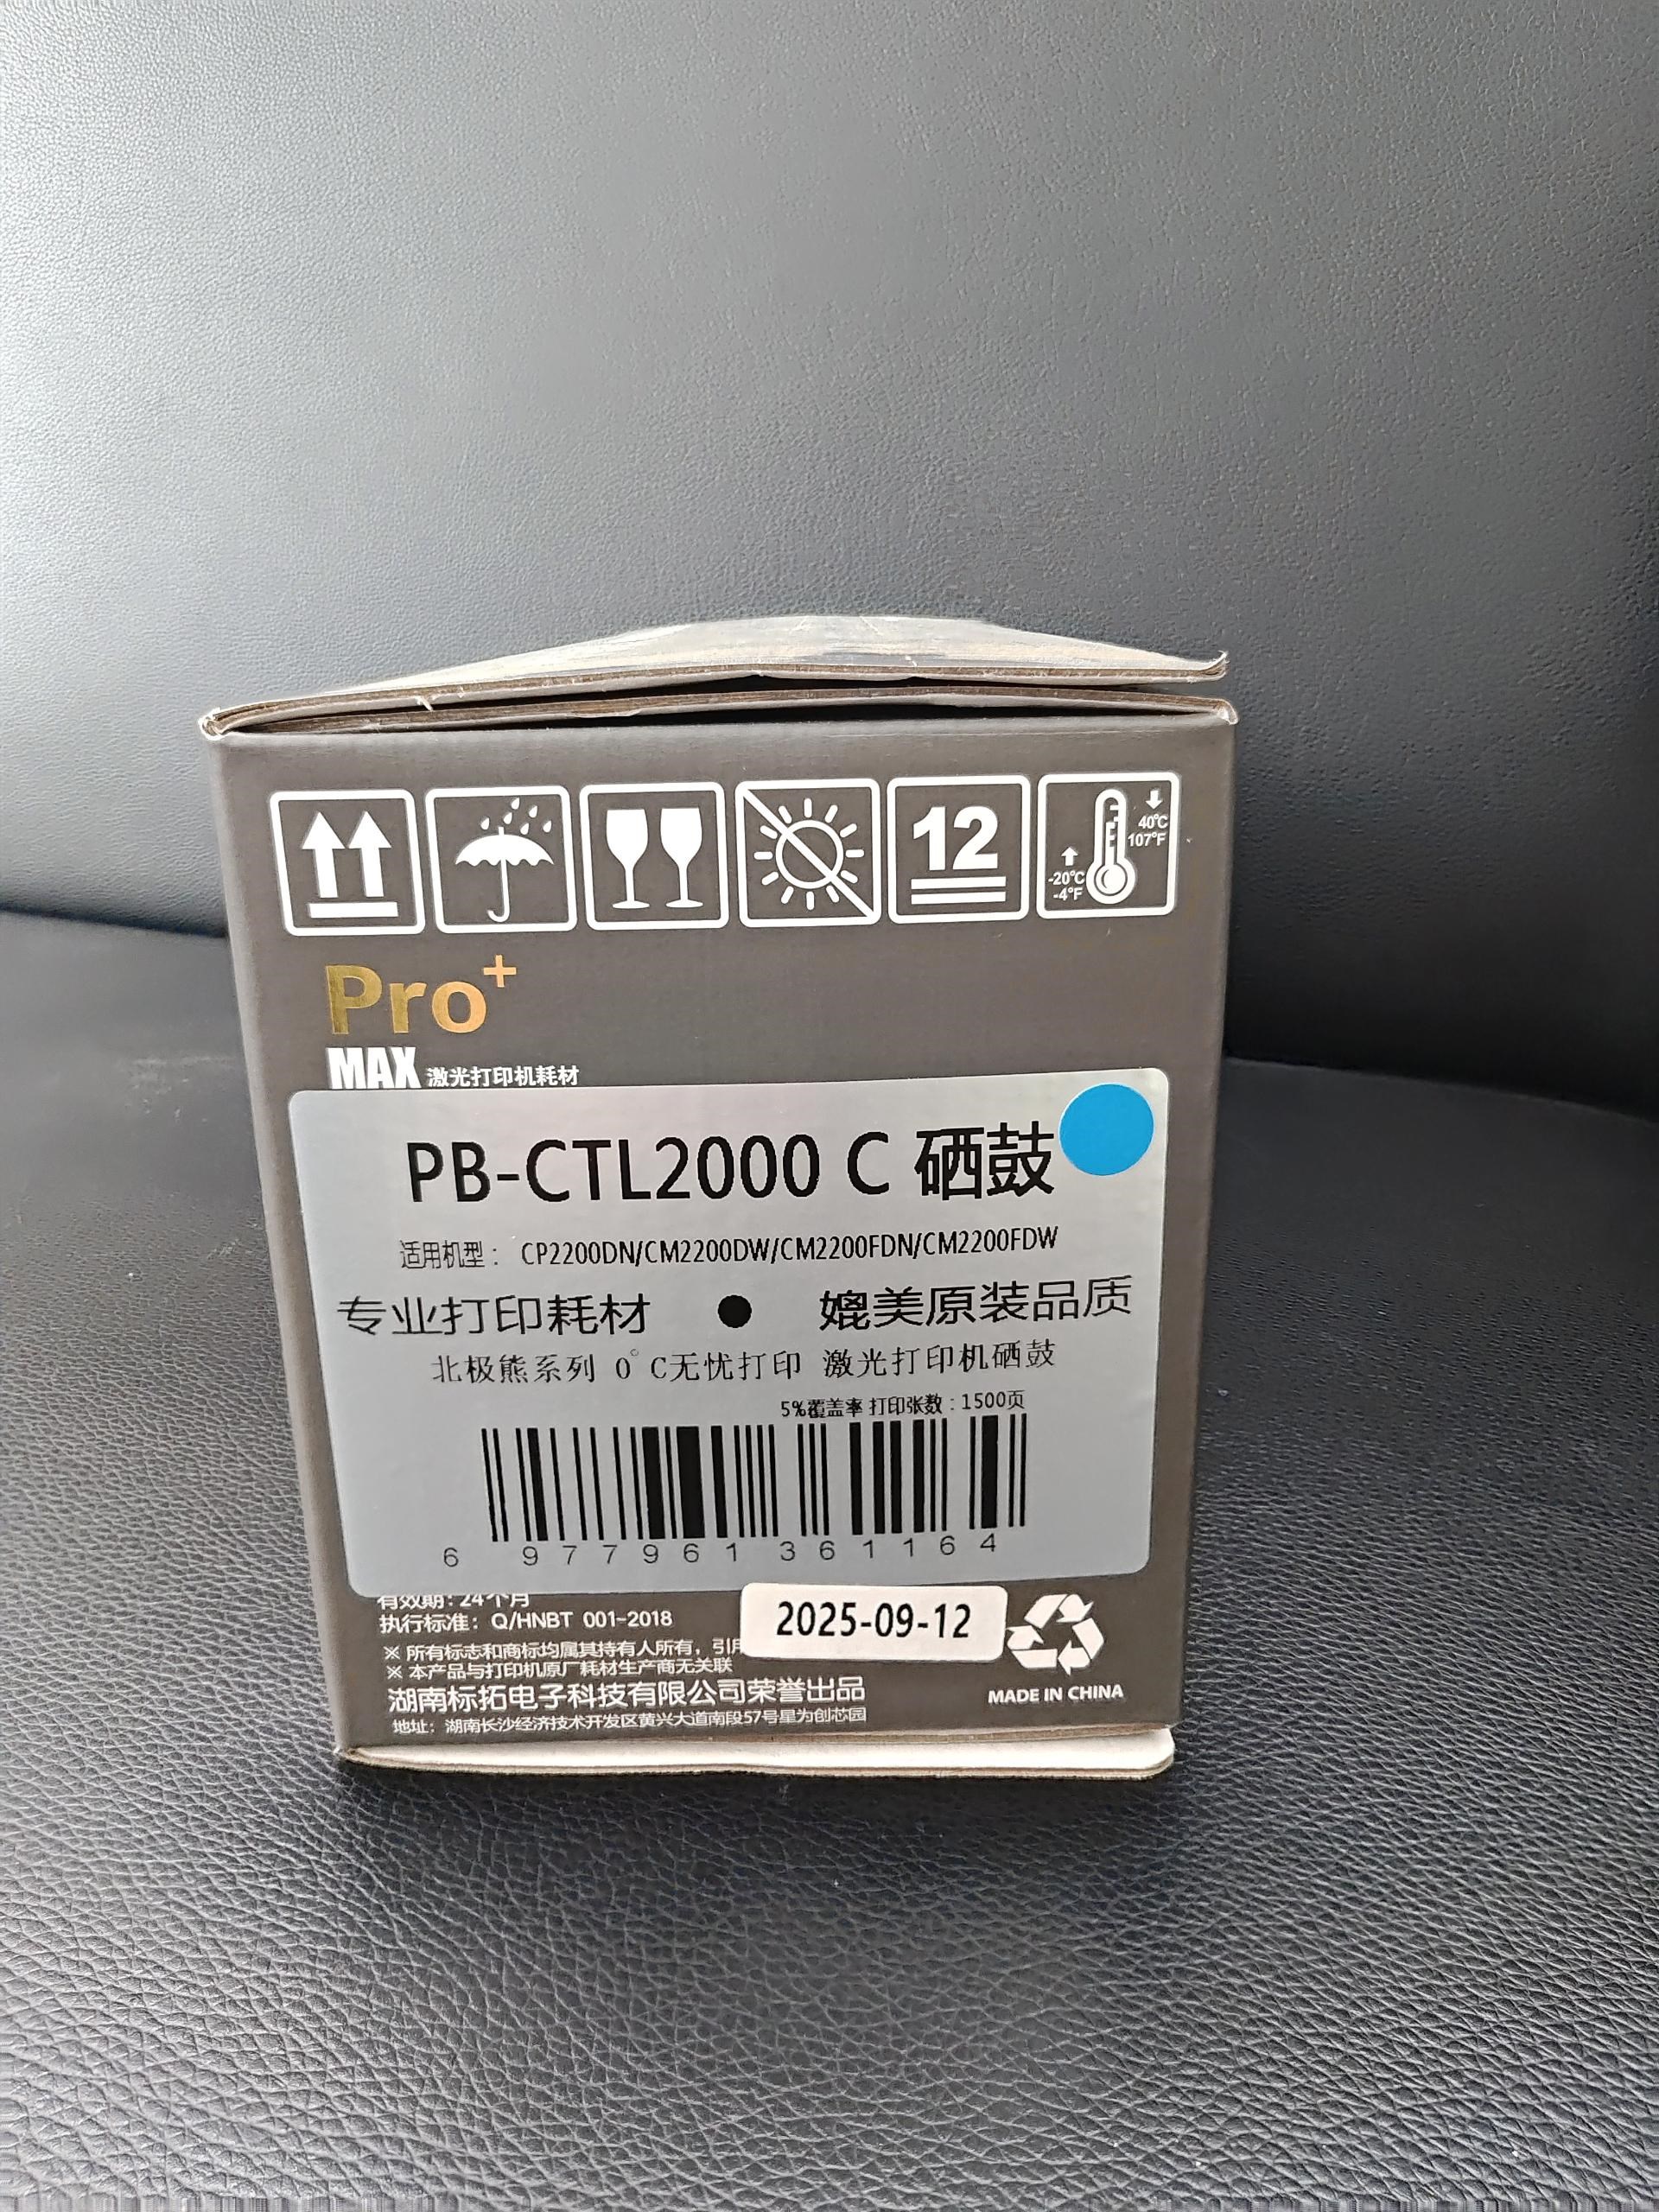 12
40℃
107°F
-20℃
-4°F
Pro+
MAX 激光打印机耗材
PB-CTL2000 C 硒鼓
适用机型： CP2200DN/CM2200DW/CM2200FDN/CM2200FDW
专业打印耗材 ● 媲美原装品质
北极熊系列 0°C无忧打印 激光打印机硒鼓
5%覆盖率 打印张数：1500页
6 977961 361164
有效期：24个月
执行标准：Q/HNBT 001-2018
2025-09-12
※ 所有标志和商标均属其持有人所有，引用
※ 本产品与打印机原厂耗材生产商无关联
湖南标拓电子科技有限公司荣誉出品
地址：湖南长沙经济技术开发区黄兴大道南段57号星为创芯园
MADE IN CHINA